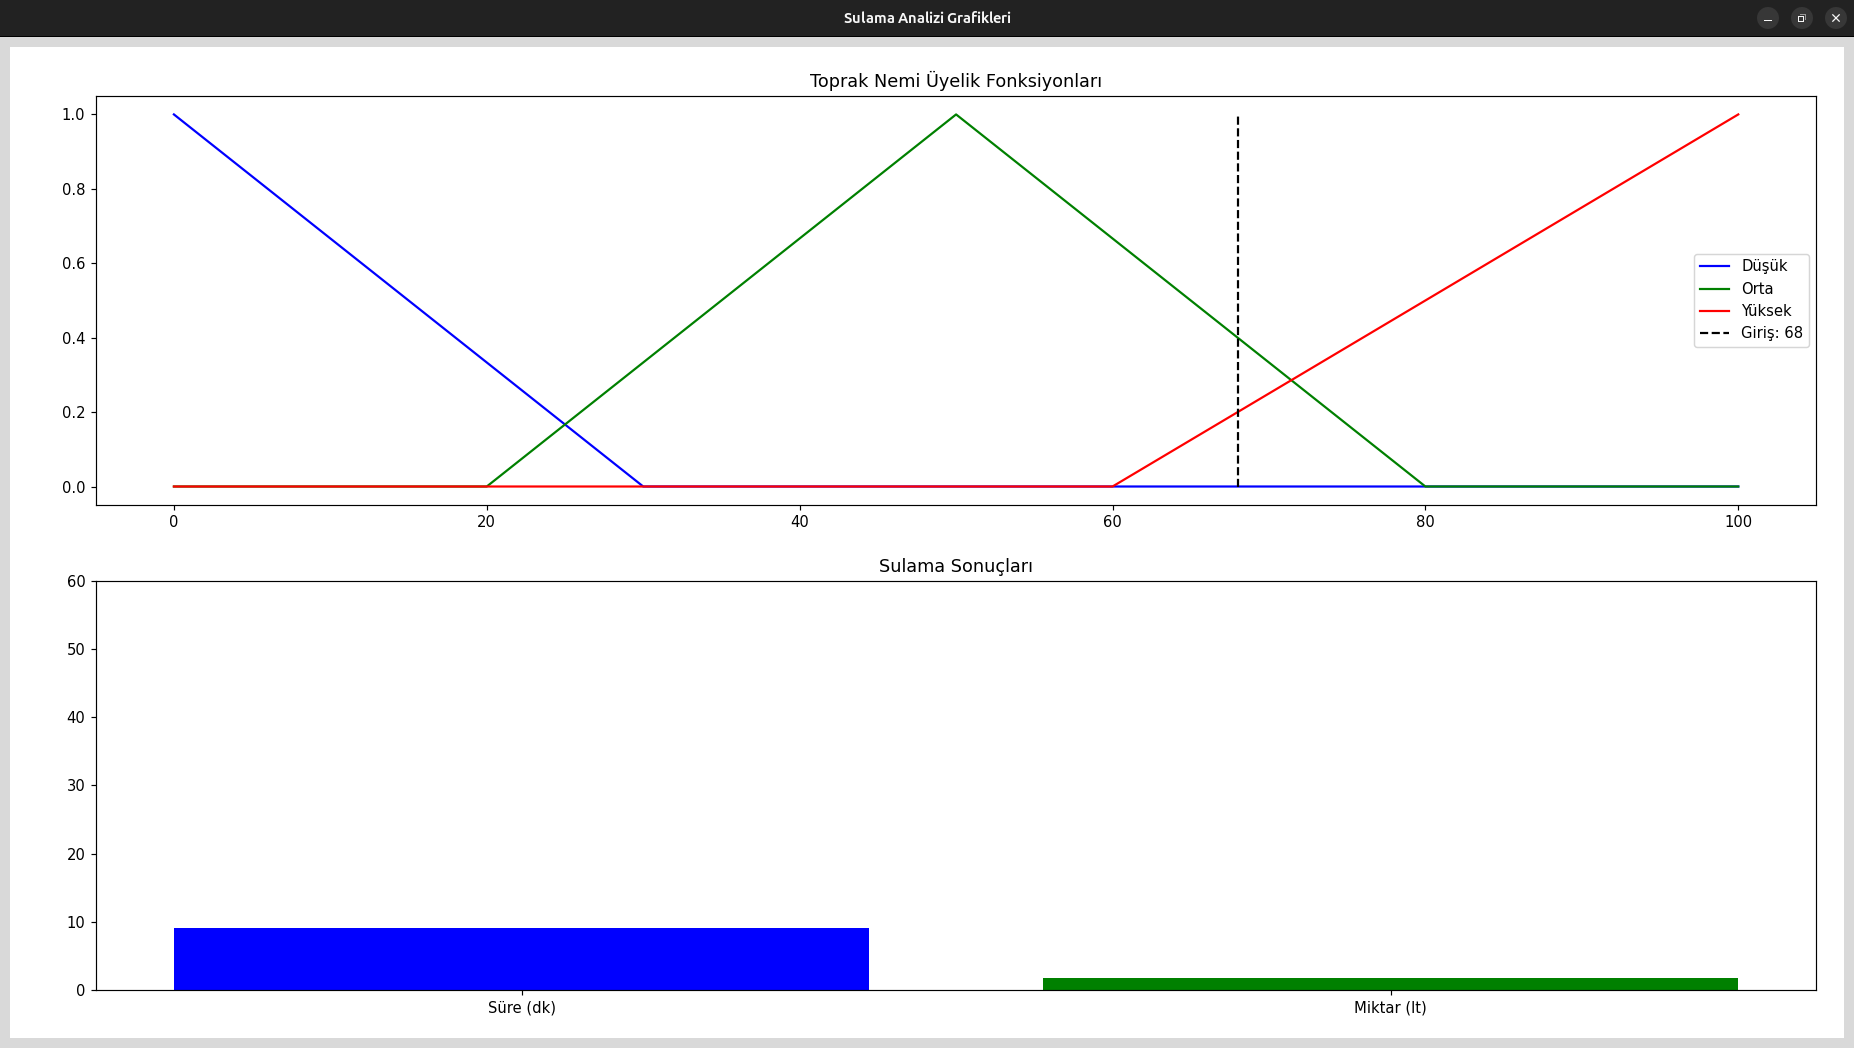 Sulama Analizi Grafikleri
Toprak Nemi Üyelik Fonksiyonları
1.0
0.8
0.6
0.4
0.2
0.0
Düşük
Orta
Yüksek
Giriş: 68
0 20 40 60 80 100
Sulama Sonuçları
60
50
40
30
20
10
0
Süre (dk) Miktar (lt)